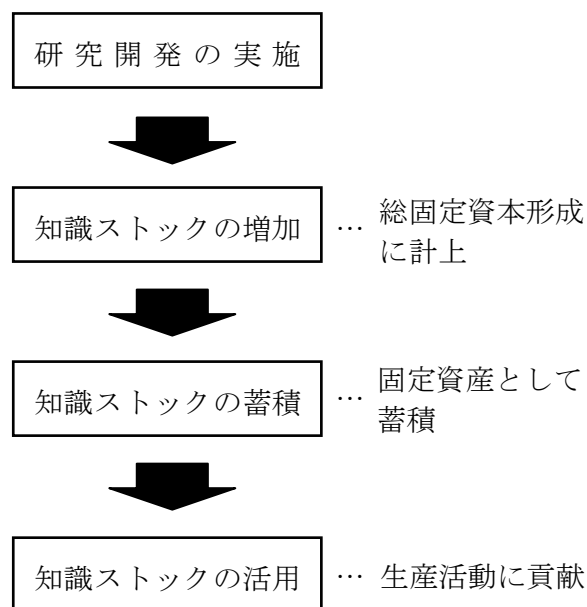 研究開発の実施
知識ストックの増加
… 総固定資本形成
に計上
知識ストックの蓄積
… 固定資産として
蓄積
知識ストックの活用
… 生産活動に貢献